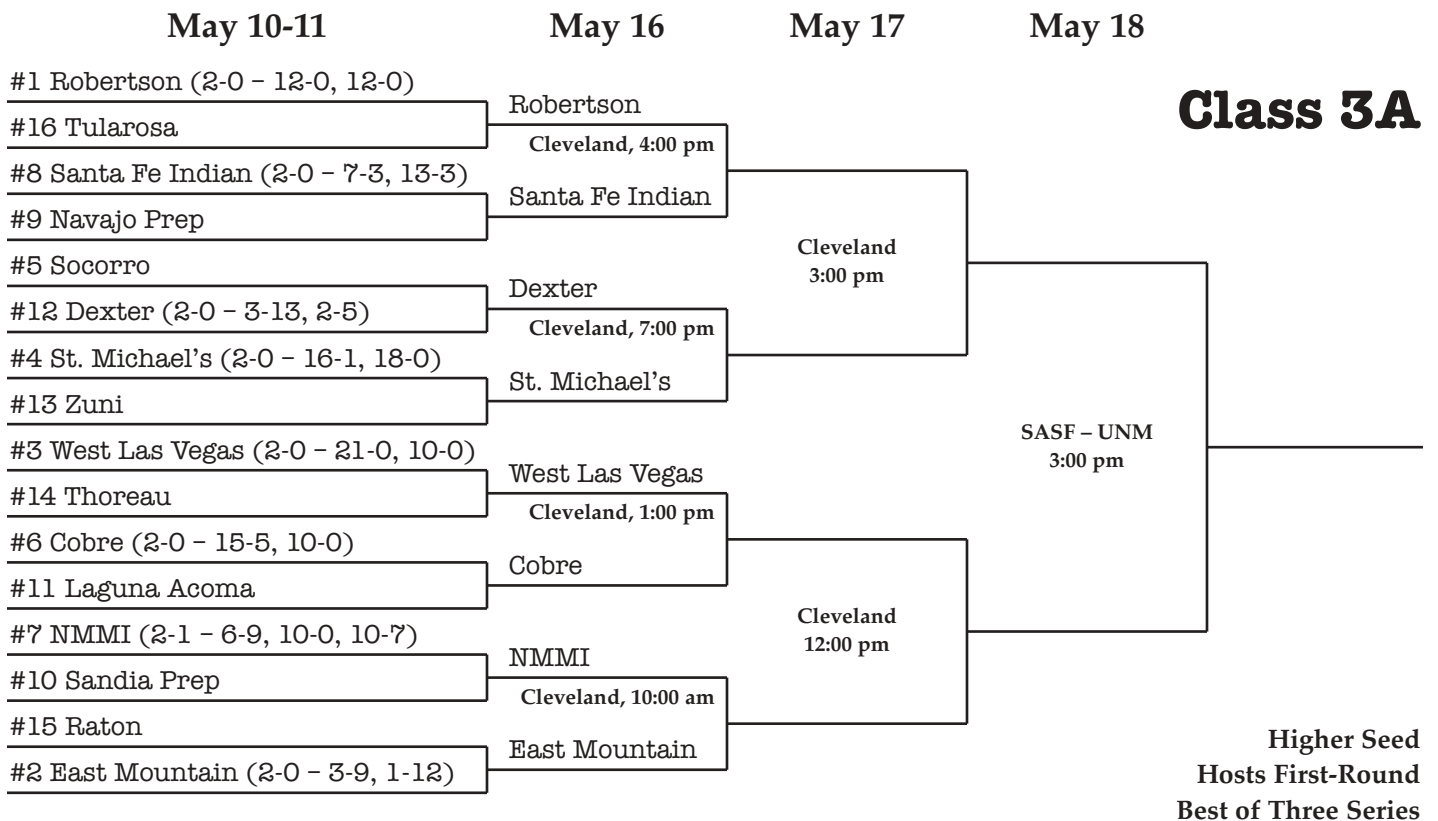 May 10-11
May 16
May 17
May 18
Class 3A
#1 Robertson (2-0 – 12-0, 12-0)
#16 Tularosa
#8 Santa Fe Indian (2-0 – 7-3, 13-3)
#9 Navajo Prep
#5 Socorro
#12 Dexter (2-0 – 3-13, 2-5)
#4 St. Michael's (2-0 – 16-1, 18-0)
#13 Zuni
#3 West Las Vegas (2-0 – 21-0, 10-0)
#14 Thoreau
#6 Cobre (2-0 – 15-5, 10-0)
#11 Laguna Acoma
#7 NMMI (2-1 – 6-9, 10-0, 10-7)
#10 Sandia Prep
#15 Raton
#2 East Mountain (2-0 – 3-9, 1-12)
Robertson
Cleveland, 4:00 pm
Santa Fe Indian
Dexter
Cleveland, 7:00 pm
St. Michael's
West Las Vegas
Cleveland, 1:00 pm
Cobre
NMMI
Cleveland, 10:00 am
East Mountain
Cleveland
3:00 pm
Cleveland
12:00 pm
SASF – UNM
3:00 pm
Higher Seed
Hosts First-Round
Best of Three Series